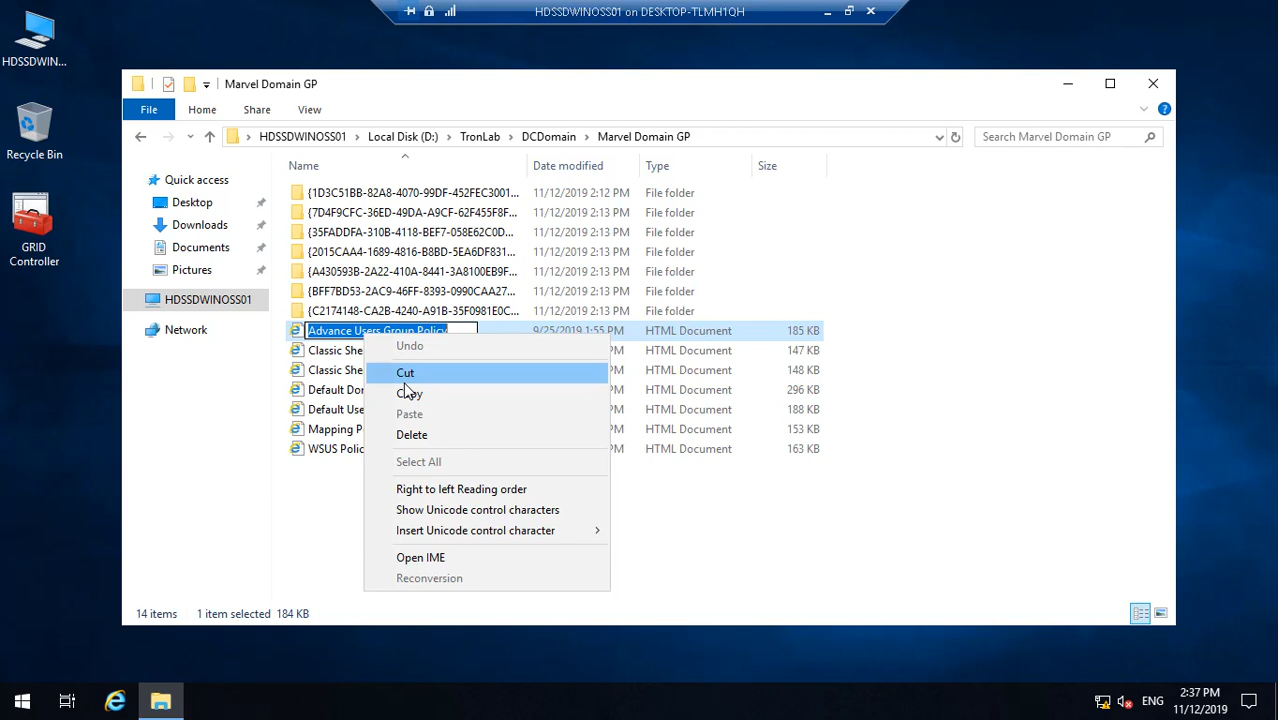 HDSSDWINOSS01 on DESKTOP-TLMH1QH
HDSSDWIN...
Recycle Bin
GRID
Controller
Marvel Domain GP
File Home Share View
HDSSDWINOSS01 > Local Disk (D:) > TronLab > DCDomain > Marvel Domain GP
Search Marvel Domain GP
Quick access
Desktop
Downloads
Documents
Pictures
HDSSDWINOSS01
Network
Name Date modified Type Size
{1D3C51BB-82A8-4070-99DF-452FEC3001... 11/12/2019 2:12 PM File folder
{7D4F9CFC-36ED-49DA-A9CF-62F455F8F... 11/12/2019 2:13 PM File folder
{35FADDFA-310B-4118-BEF7-058E62C0D... 11/12/2019 2:13 PM File folder
{2015CAA4-1689-4816-B8BD-5EA6DF831... 11/12/2019 2:13 PM File folder
{A430593B-2A22-410A-8441-3A8100EB9F... 11/12/2019 2:13 PM File folder
{BFF7BD53-2AC9-46FF-8393-0990CAA27... 11/12/2019 2:13 PM File folder
{C2174148-CA2B-4240-A91B-35F0981E0C... 11/12/2019 2:13 PM File folder
Advance Users Group Policy 9/25/2019 1:55 PM HTML Document 185 KB
Classic She PM HTML Document 147 KB
Classic She PM HTML Document 148 KB
Default Dor PM HTML Document 296 KB
Default Use PM HTML Document 188 KB
Mapping P PM HTML Document 153 KB
WSUS Polic PM HTML Document 163 KB
Undo
Cut
Copy
Paste
Delete
Select All
Right to left Reading order
Show Unicode control characters
Insert Unicode control character >
Open IME
Reconversion
14 items 1 item selected 184 KB
ENG
2:37 PM
11/12/2019